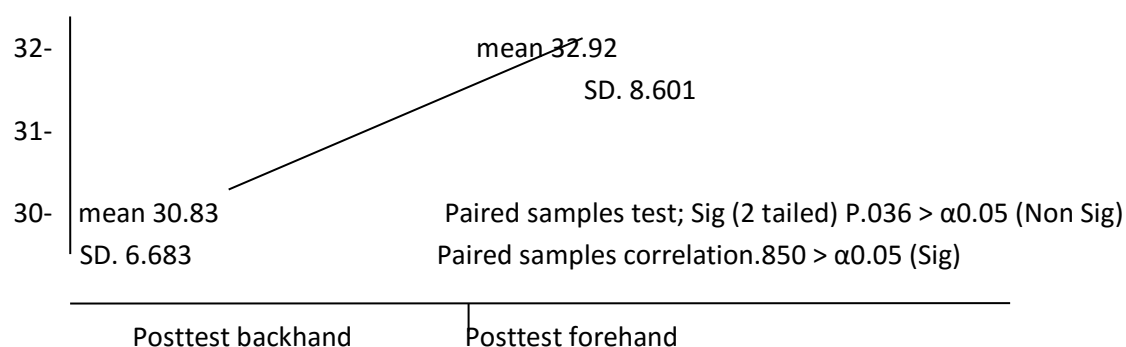 32- mean 32.92
SD. 8.601
31-
30- mean 30.83 Paired samples test; Sig (2 tailed) P.036 > α0.05 (Non Sig)
SD. 6.683 Paired samples correlation.850 > α0.05 (Sig)
Posttest backhand Posttest forehand